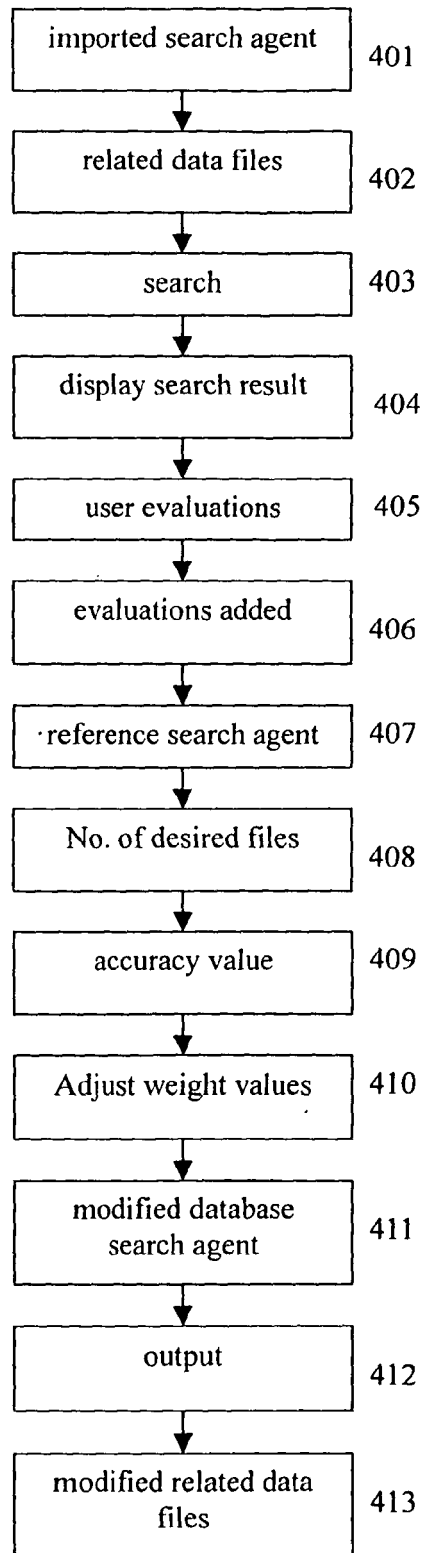 imported search agent
401
related data files
402
search
403
display search result
404
user evaluations
405
evaluations added
406
reference search agent
407
No. of desired files
408
accuracy value
409
Adjust weight values
410
modified database
search agent
411
output
412
modified related data
files
413